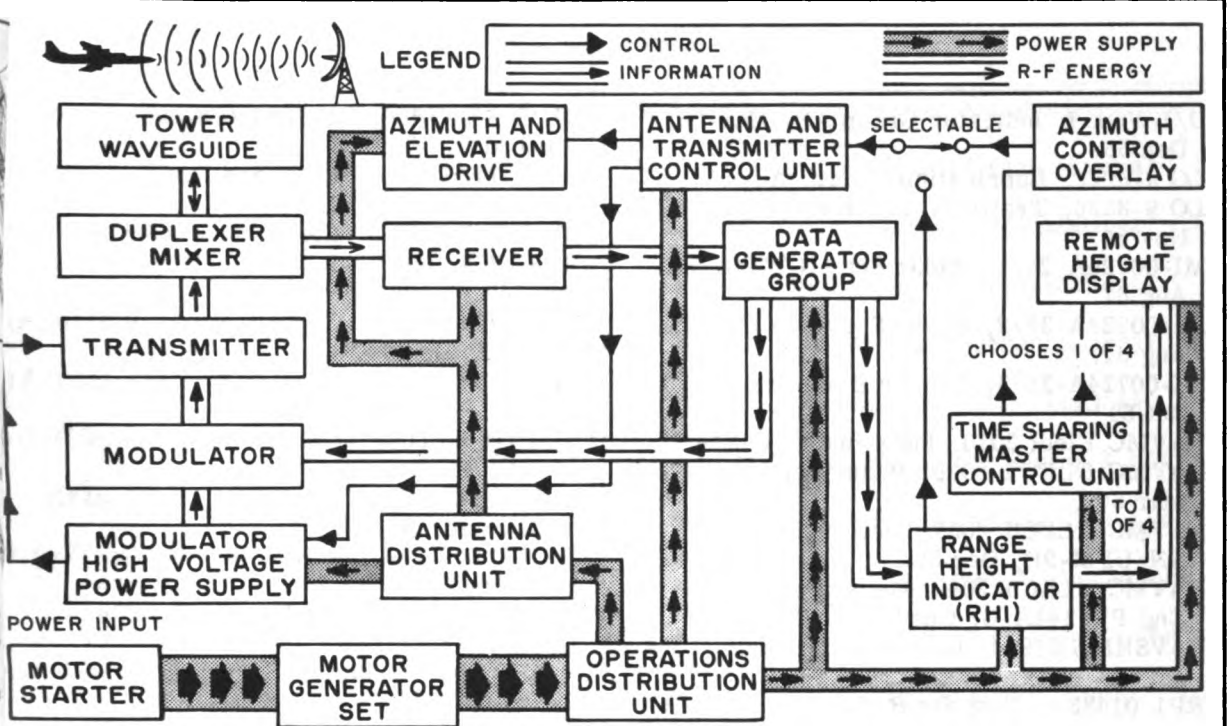 LEGEND
CONTROL
INFORMATION
POWER SUPPLY
R-F ENERGY
TOWER
WAVEGUIDE
AZIMUTH AND
ELEVATION
DRIVE
ANTENNA AND
TRANSMITTER
CONTROL UNIT
SELECTABLE
AZIMUTH
CONTROL
OVERLAY
DUPLEXER
MIXER
RECEIVER
DATA
GENERATOR
GROUP
REMOTE
HEIGHT
DISPLAY
TRANSMITTER
CHOOSES 1 OF 4
MODULATOR
TIME SHARING
MASTER
CONTROL UNIT
TO 1
OF 4
MODULATOR
HIGH VOLTAGE
POWER SUPPLY
ANTENNA
DISTRIBUTION
UNIT
RANGE
HEIGHT
INDICATOR
(RHI)
POWER INPUT
MOTOR
STARTER
MOTOR
GENERATOR
SET
OPERATIONS
DISTRIBUTION
UNIT